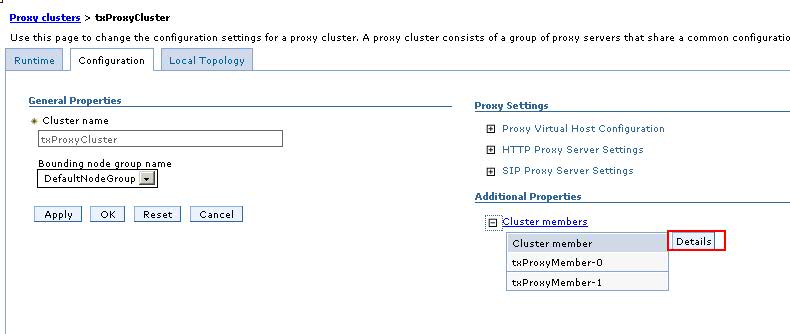 Proxy clusters > txProxyCluster
Use this page to change the configuration settings for a proxy cluster. A proxy cluster consists of a group of proxy servers that share a common configuratio
Runtime Configuration Local Topology
General Properties
Cluster name
txProxyCluster
Bounding node group name
DefaultNodeGroup
Apply OK Reset Cancel
Proxy Settings
Proxy Virtual Host Configuration
HTTP Proxy Server Settings
SIP Proxy Server Settings
Additional Properties
Cluster members
Cluster member Details
txProxyMember-0
txProxyMember-1